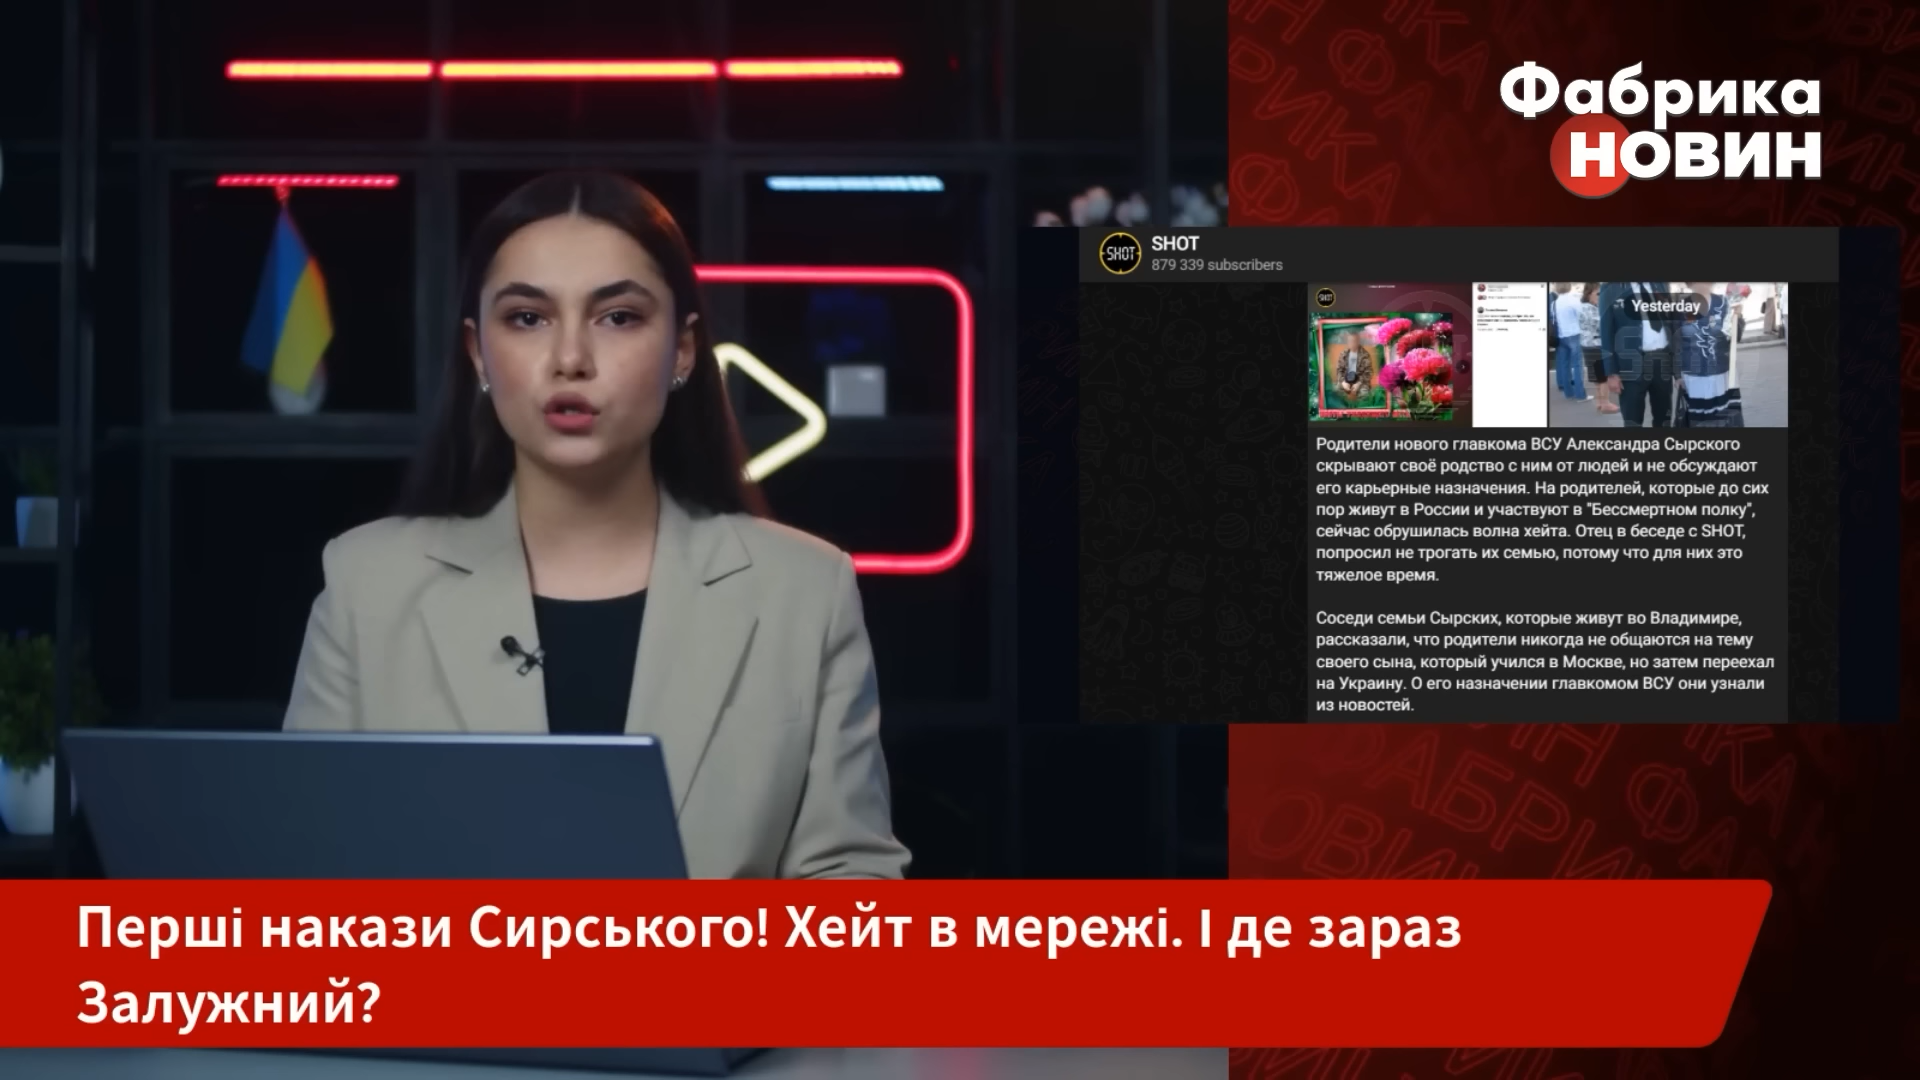 Фабрика
новин
SHOT
SHOT
879 339 subscribers
Yesterday
Родители нового главкома ВСУ Александра Сырского
скрывают своё родство с ним от людей и не обсуждают
его карьерные назначения. На родителей, которые до сих
пор живут в России и участвуют в "Бессмертном полку",
сейчас обрушилась волна хейта. Отец в беседе с SHOT,
попросил не трогать их семью, потому что для них это
тяжелое время.
Соседи семьи Сырских, которые живут во Владимире,
рассказали, что родители никогда не общаются на тему
своего сына, который учился в Москве, но затем переехал
на Украину. О его назначении главкомом ВСУ они узнали
из новостей.
Перші накази Сирського! Хейт в мережі. І де зараз
Залужний?